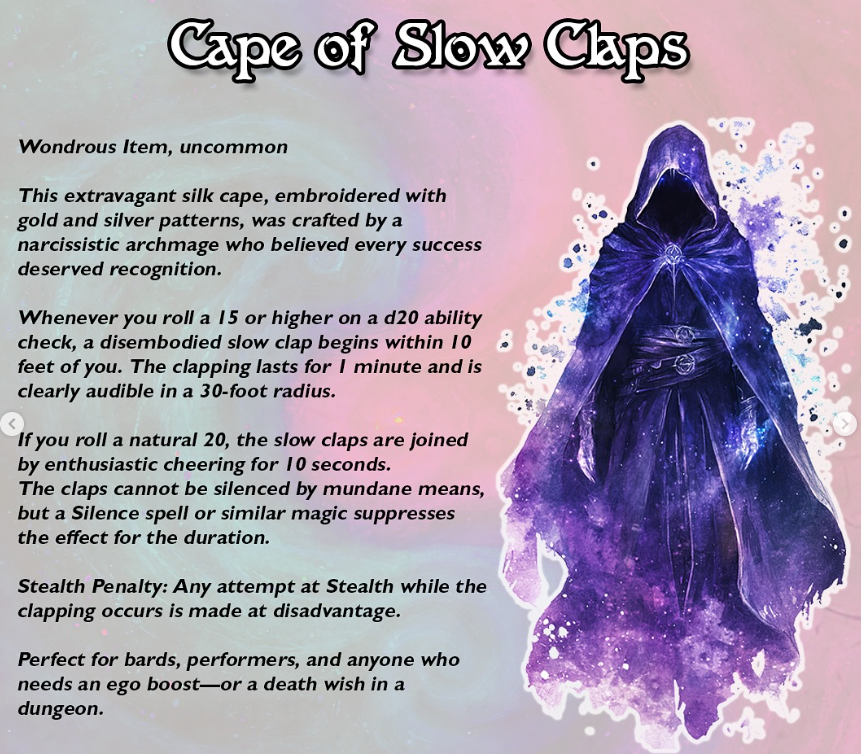 Cape of Slow Claps
Wondrous Item, uncommon
This extravagant silk cape, embroidered with
gold and silver patterns, was crafted by a
narcissistic archmage who believed every success
deserved recognition.
Whenever you roll a 15 or higher on a d20 ability
check, a disembodied slow clap begins within 10
feet of you. The clapping lasts for 1 minute and is
clearly audible in a 30-foot radius.
If you roll a natural 20, the slow claps are joined
by enthusiastic cheering for 10 seconds.
The claps cannot be silenced by mundane means,
but a Silence spell or similar magic suppresses
the effect for the duration.
Stealth Penalty: Any attempt at Stealth while the
clapping occurs is made at disadvantage.
Perfect for bards, performers, and anyone who
needs an ego boost—or a death wish in a
dungeon.